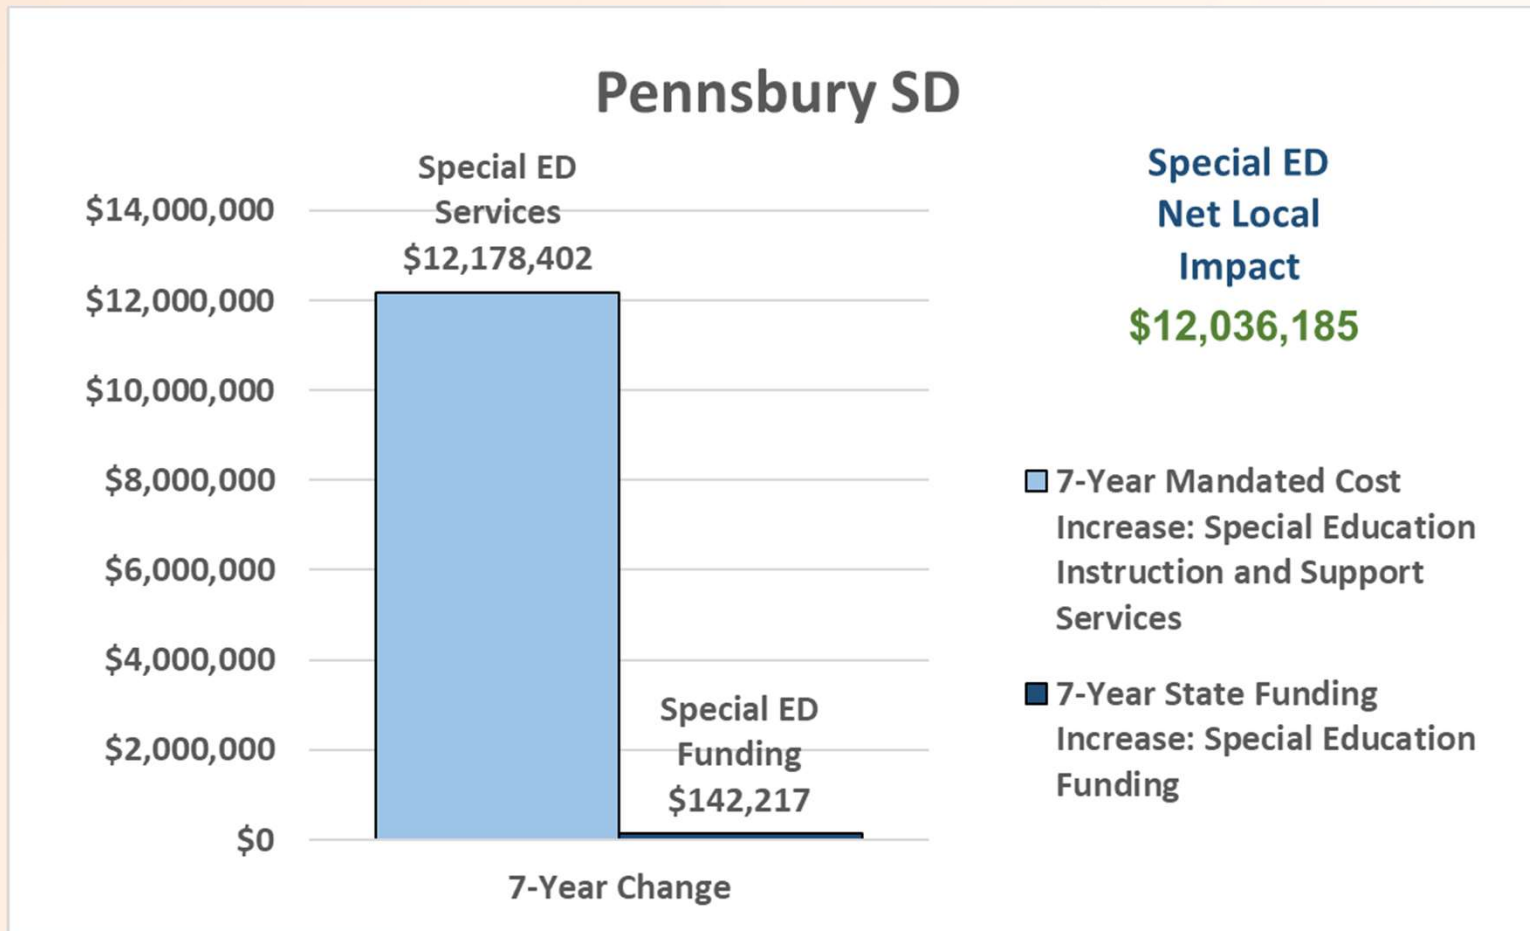 Pennsbury SD
Special ED
Services
$12,178,402
$14,000,000
$12,000,000
$10,000,000
$8,000,000
$6,000,000
$4,000,000
$2,000,000
$0
Special ED
Funding
$142,217
7-Year Change
Special ED
Net Local
Impact
$12,036,185
7-Year Mandated Cost
Increase: Special Education
Instruction and Support
Services
7-Year State Funding
Increase: Special Education
Funding